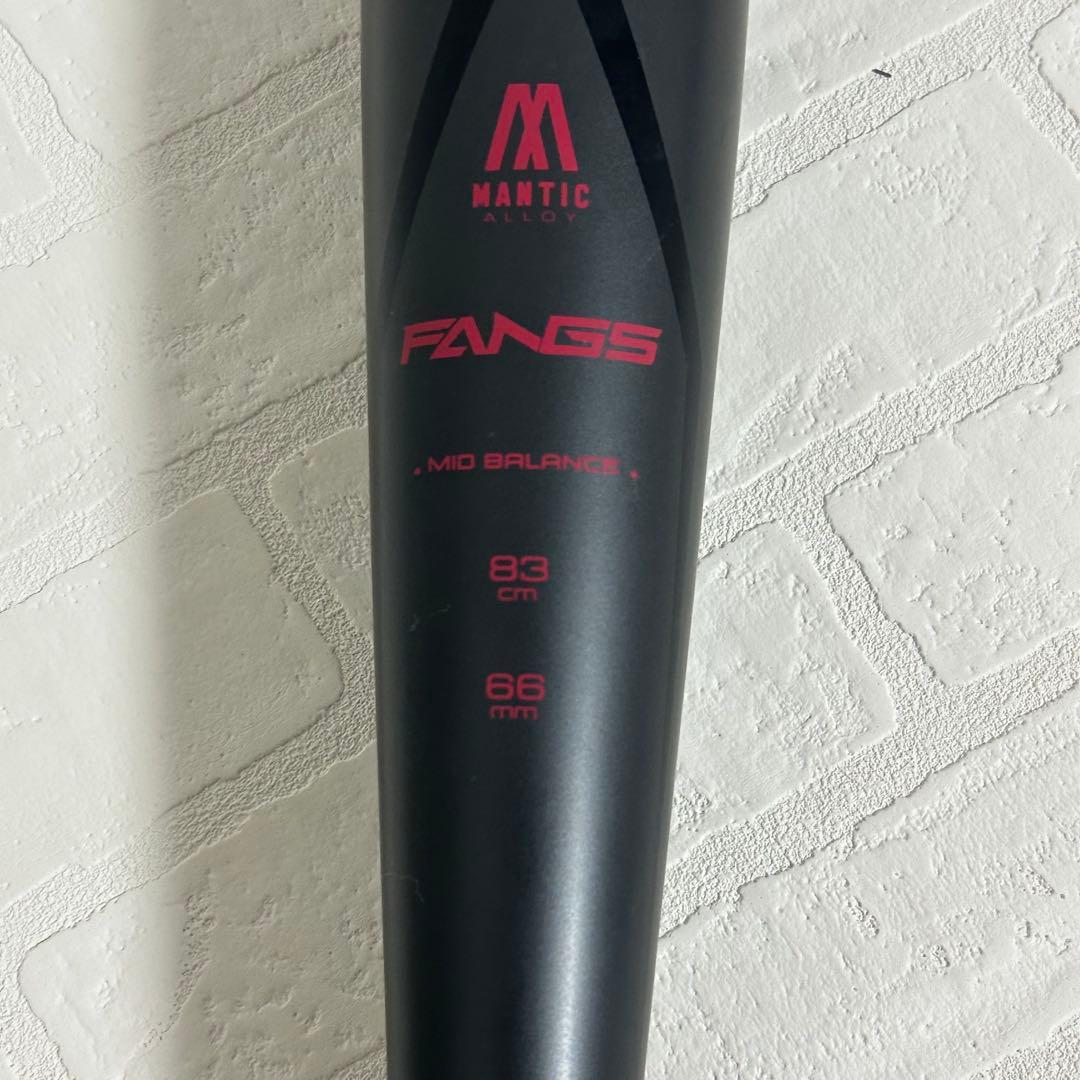 MANTIC
ALLOY
FANGS
MID BALANCE
83
cm
66
mm